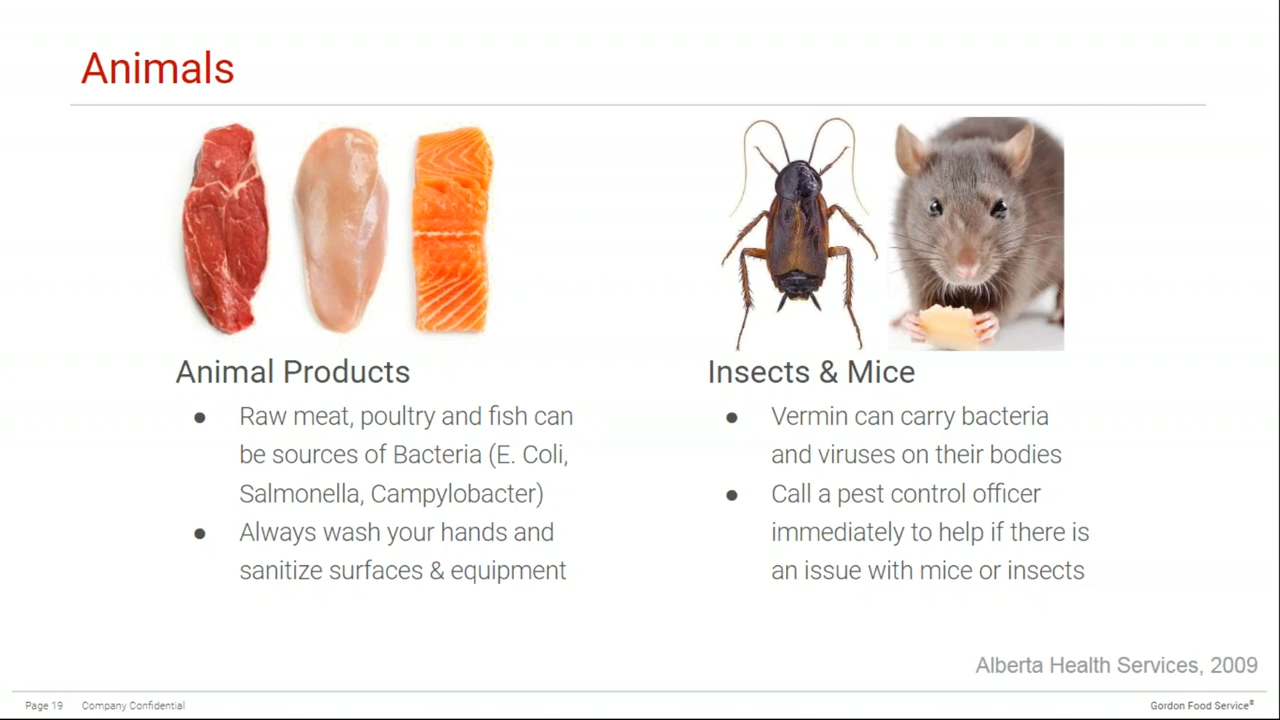 Animals
Animal Products
● Raw meat, poultry and fish can
be sources of Bacteria (E. Coli,
Salmonella, Campylobacter)
● Always wash your hands and
sanitize surfaces & equipment
Insects & Mice
● Vermin can carry bacteria
and viruses on their bodies
● Call a pest control officer
immediately to help if there is
an issue with mice or insects
Alberta Health Services, 2009
Page 19 Company Confidential
Gordon Food Service®